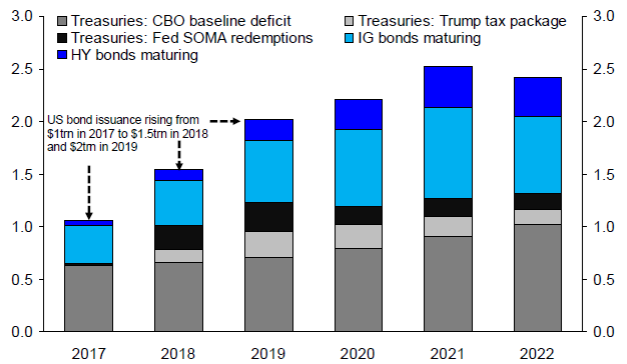 Treasuries: CBO baseline deficit
Treasuries: Trump tax package
Treasuries: Fed SOMA redemptions
IG bonds maturing
HY bonds maturing
3.0
3.0
2.5
2.5
US bond issuance rising from
$1trn in 2017 to $1.5trn in 2018
and $2trn in 2019
2.0
2.0
1.5
1.5
1.0
1.0
0.5
0.5
0.0
0.0
2017 2018 2019 2020 2021 2022